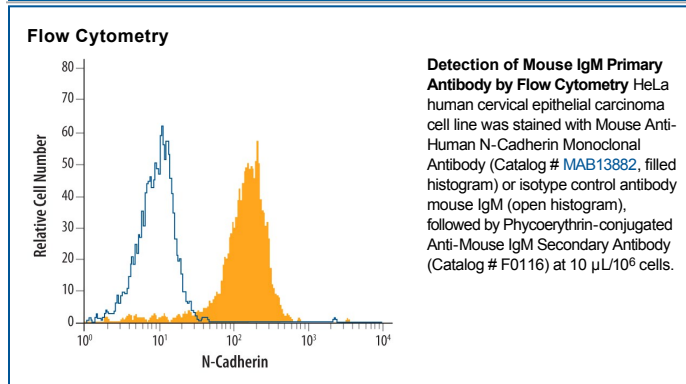 Flow Cytometry
80
70
60
50
40
30
20
10
0
Relative Cell Number
10⁰ 10¹ 10² 10³ 10⁴
N-Cadherin
Detection of Mouse IgM Primary
Antibody by Flow Cytometry HeLa
human cervical epithelial carcinoma
cell line was stained with Mouse Anti-
Human N-Cadherin Monoclonal
Antibody (Catalog # MAB13882, filled
histogram) or isotype control antibody
mouse IgM (open histogram),
followed by Phycoerythrin-conjugated
Anti-Mouse IgM Secondary Antibody
(Catalog # F0116) at 10 µL/10⁶ cells.